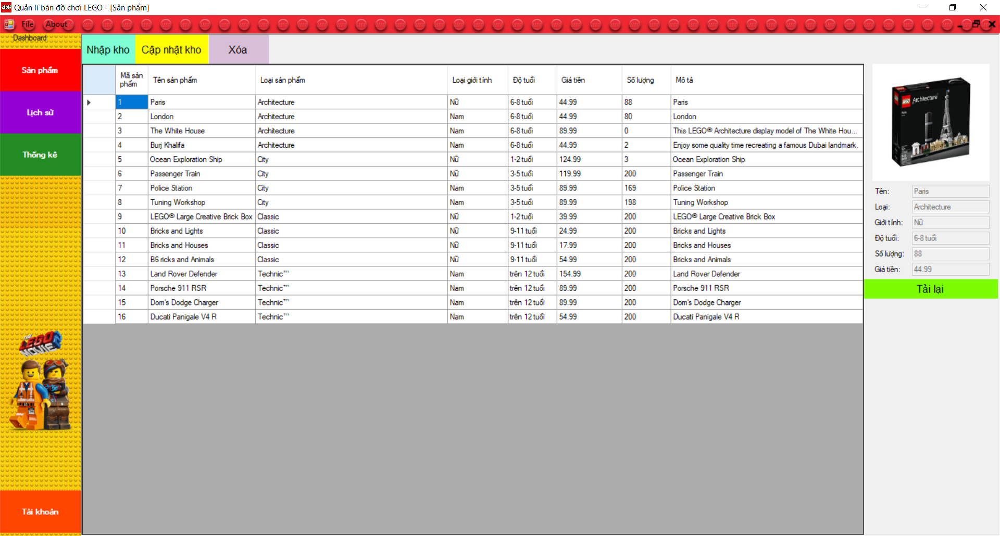 Quản lí bán đồ chơi LEGO - [Sản phẩm]
File About
Dashboard
Sản phẩm
Lịch sử
Thống kê
THE LEGO MOVIE 2
Tài khoản
Nhập kho Cập nhật kho Xóa
Mã sản phẩm Tên sản phẩm Loại sản phẩm Loại giới tính Độ tuổi Giá tiền Số lượng Mô tả
1 Paris Architecture Nữ 6-8 tuổi 44.99 88 Paris
2 London Architecture Nam 6-8 tuổi 44.99 80 London
3 The White House Architecture Nam 6-8 tuổi 89.99 0 This LEGO® Architecture display model of The White Hou...
4 Burj Khalifa Architecture Nam 6-8 tuổi 44.99 2 Enjoy some quality time recreating a famous Dubai landmark.
5 Ocean Exploration Ship City Nữ 1-2 tuổi 124.99 3 Ocean Exploration Ship
6 Passenger Train City Nữ 3-5 tuổi 119.99 200 Passenger Train
7 Police Station City Nam 3-5 tuổi 89.99 169 Police Station
8 Tuning Workshop City Nam 3-5 tuổi 89.99 198 Tuning Workshop
9 LEGO® Large Creative Brick Box Classic Nữ 1-2 tuổi 39.99 200 LEGO® Large Creative Brick Box
10 Bricks and Lights Classic Nữ 9-11 tuổi 24.99 200 Bricks and Lights
11 Bricks and Houses Classic Nữ 9-11 tuổi 17.99 200 Bricks and Houses
12 B6 ricks and Animals Classic Nữ 9-11 tuổi 54.99 200 Bricks and Animals
13 Land Rover Defender Technic™ Nam trên 12 tuổi 154.99 200 Land Rover Defender
14 Porsche 911 RSR Technic™ Nam trên 12 tuổi 89.99 200 Porsche 911 RSR
15 Dom's Dodge Charger Technic™ Nam trên 12 tuổi 89.99 200 Dom's Dodge Charger
16 Ducati Panigale V4 R Technic™ Nam trên 12 tuổi 54.99 200 Ducati Panigale V4 R
LEGO Architecture
Paris
Tên: Paris
Loại: Architecture
Giới tính: Nữ
Độ tuổi: 6-8 tuổi
Số lượng: 88
Giá tiền: 44.99
Tải lại